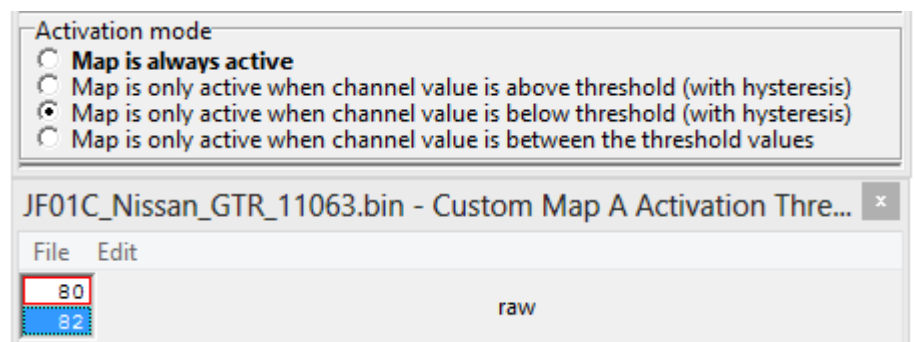 Activation mode
Map is always active
Map is only active when channel value is above threshold (with hysteresis)
Map is only active when channel value is below threshold (with hysteresis)
Map is only active when channel value is between the threshold values
JF01C_Nissan_GTR_11063.bin - Custom Map A Activation Thre... x
File Edit
80
raw
82